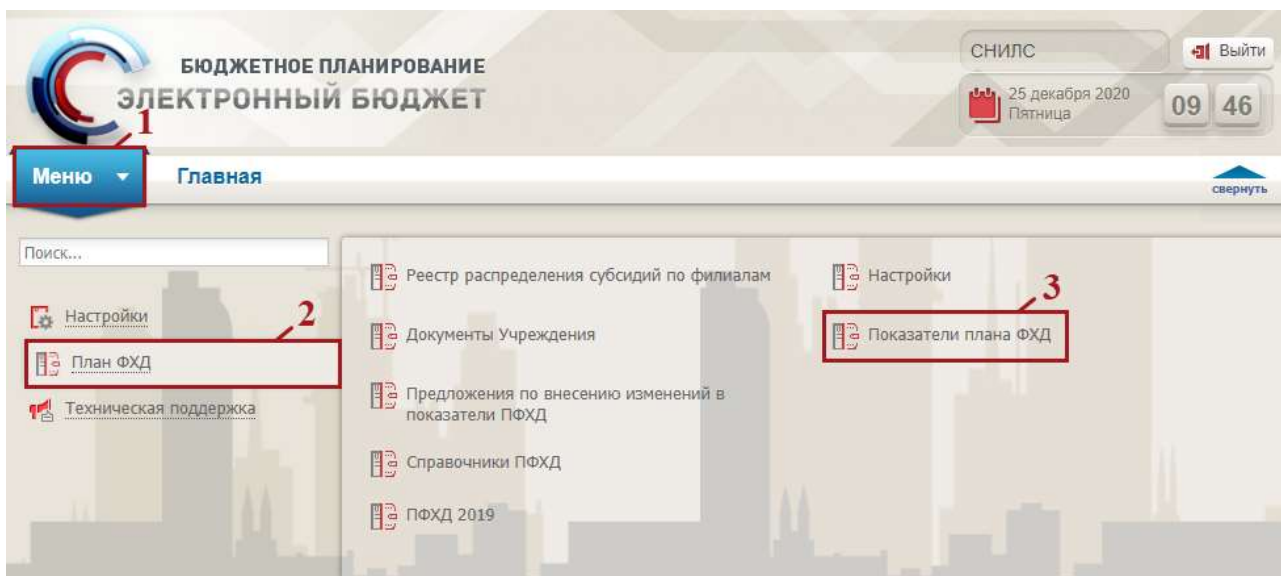 БЮДЖЕТНОЕ ПЛАНИРОВАНИЕ
ЭЛЕКТРОННЫЙ БЮДЖЕТ
СНИЛС
Выйти
25 декабря 2020
Пятница
09 46
1
Меню
Главная
свернуть
Поиск...
Настройки
2
План ФХД
Техническая поддержка
Реестр распределения субсидий по филиалам
Документы Учреждения
Предложения по внесению изменений в
показатели ПФХД
Справочники ПФХД
ПФХД 2019
Настройки
3
Показатели плана ФХД